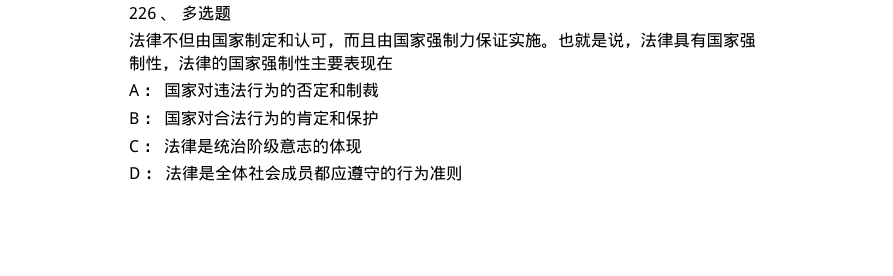 226 、 多选题
法律不但由国家制定和认可，而且由国家强制力保证实施。也就是说，法律具有国家强
制性，法律的国家强制性主要表现在
A ： 国家对违法行为的否定和制裁
B ： 国家对合法行为的肯定和保护
C ： 法律是统治阶级意志的体现
D ： 法律是全体社会成员都应遵守的行为准则